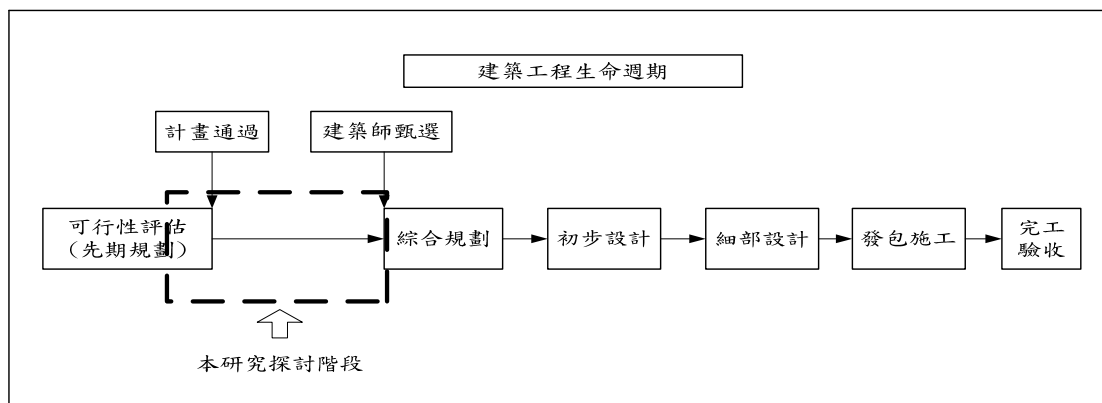 建築工程生命週期
計畫通過
建築師甄選
可行性評估
(先期規劃)
綜合規劃
初步設計
細部設計
發包施工
完工
驗收
本研究探討階段